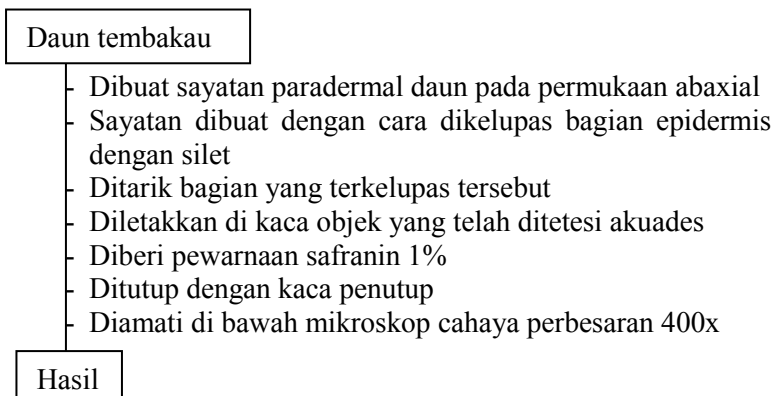 Daun tembakau
- Dibuat sayatan paradermal daun pada permukaan abaxial
- Sayatan dibuat dengan cara dikelupas bagian epidermis
dengan silet
- Ditarik bagian yang terkelupas tersebut
- Diletakkan di kaca objek yang telah ditetesi akuades
- Diberi pewarnaan safranin 1%
- Ditutup dengan kaca penutup
- Diamati di bawah mikroskop cahaya perbesaran 400x
Hasil